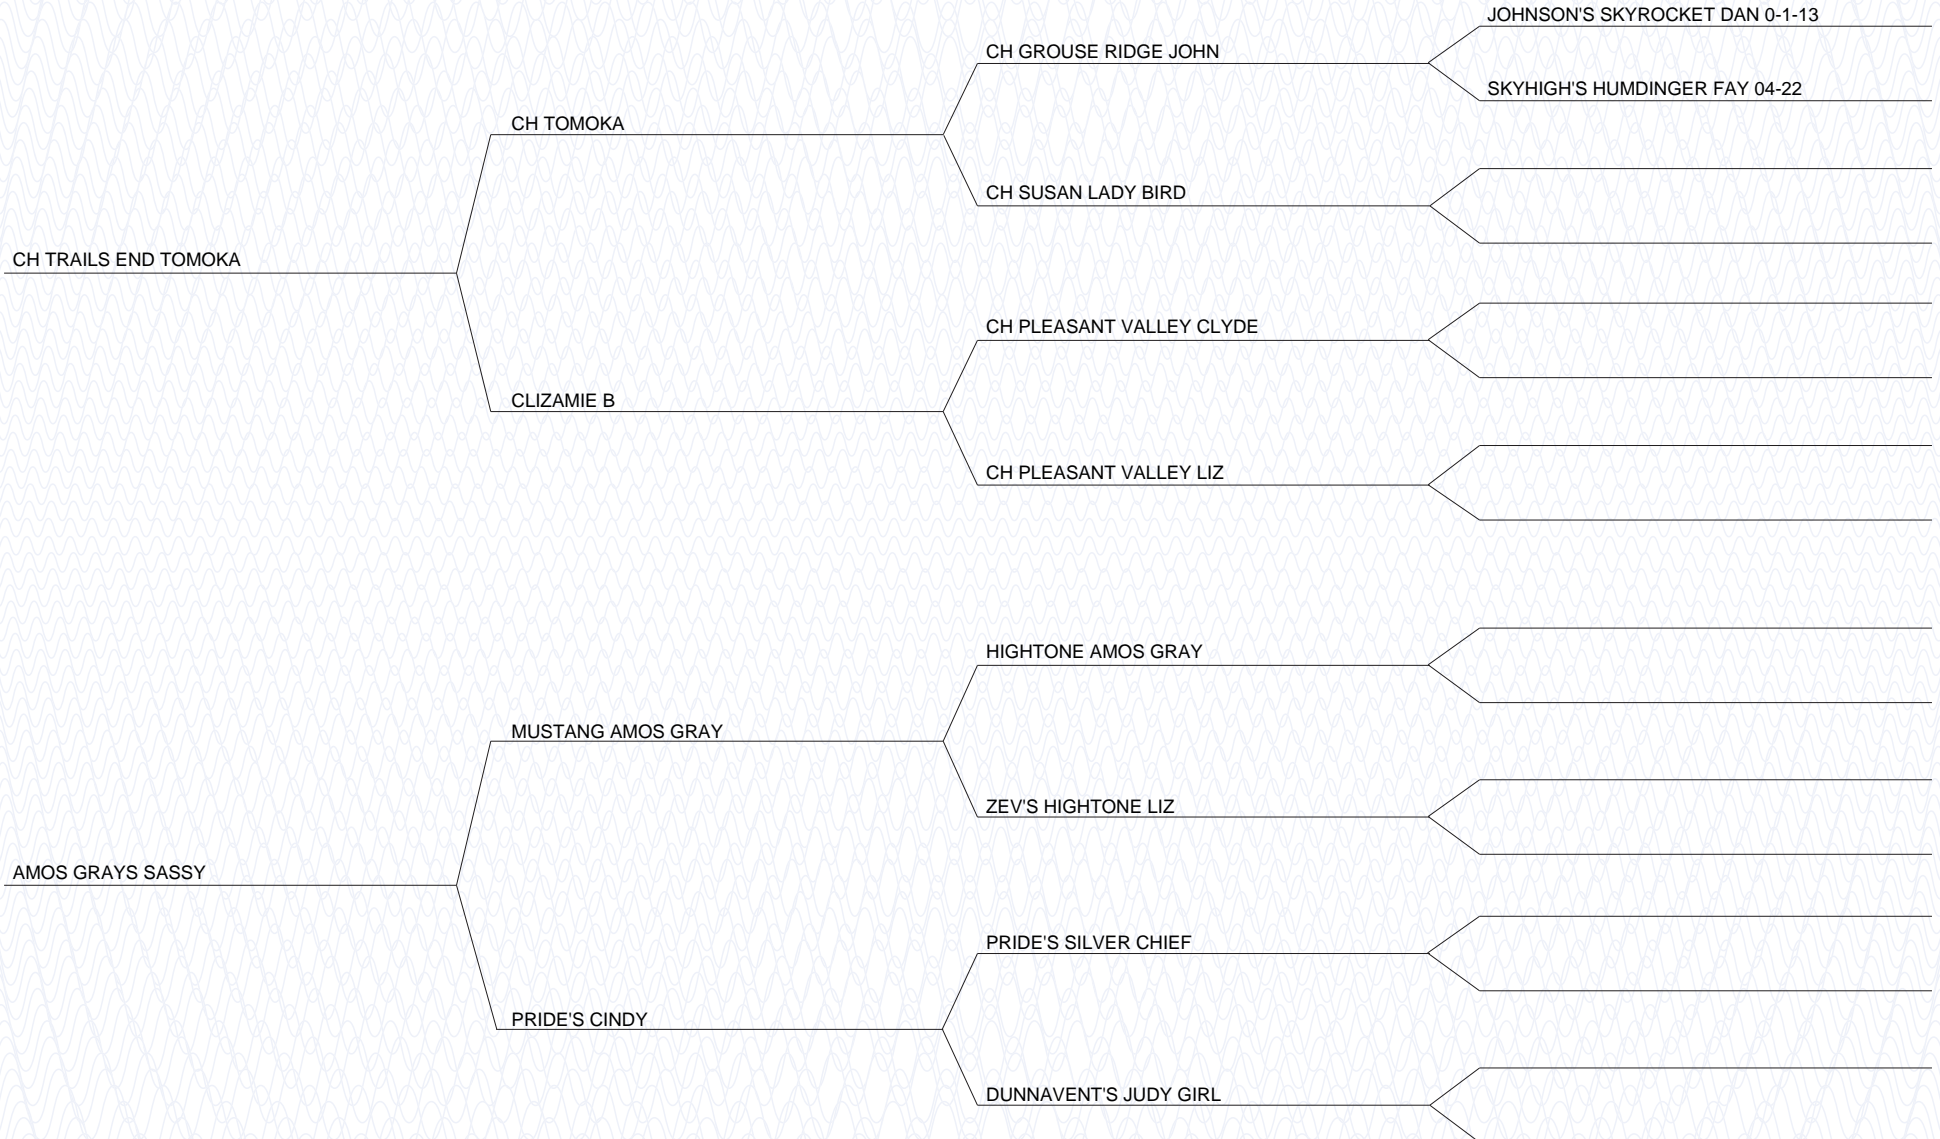 JOHNSON'S SKYROCKET DAN 0-1-13
CH GROUSE RIDGE JOHN
SKYHIGH'S HUMDINGER FAY 04-22
CH TOMOKA
CH SUSAN LADY BIRD
CH TRAILS END TOMOKA
CH PLEASANT VALLEY CLYDE
CLIZAMIE B
CH PLEASANT VALLEY LIZ
HIGHTONE AMOS GRAY
MUSTANG AMOS GRAY
ZEV'S HIGHTONE LIZ
AMOS GRAYS SASSY
PRIDE'S SILVER CHIEF
PRIDE'S CINDY
DUNNAVENT'S JUDY GIRL